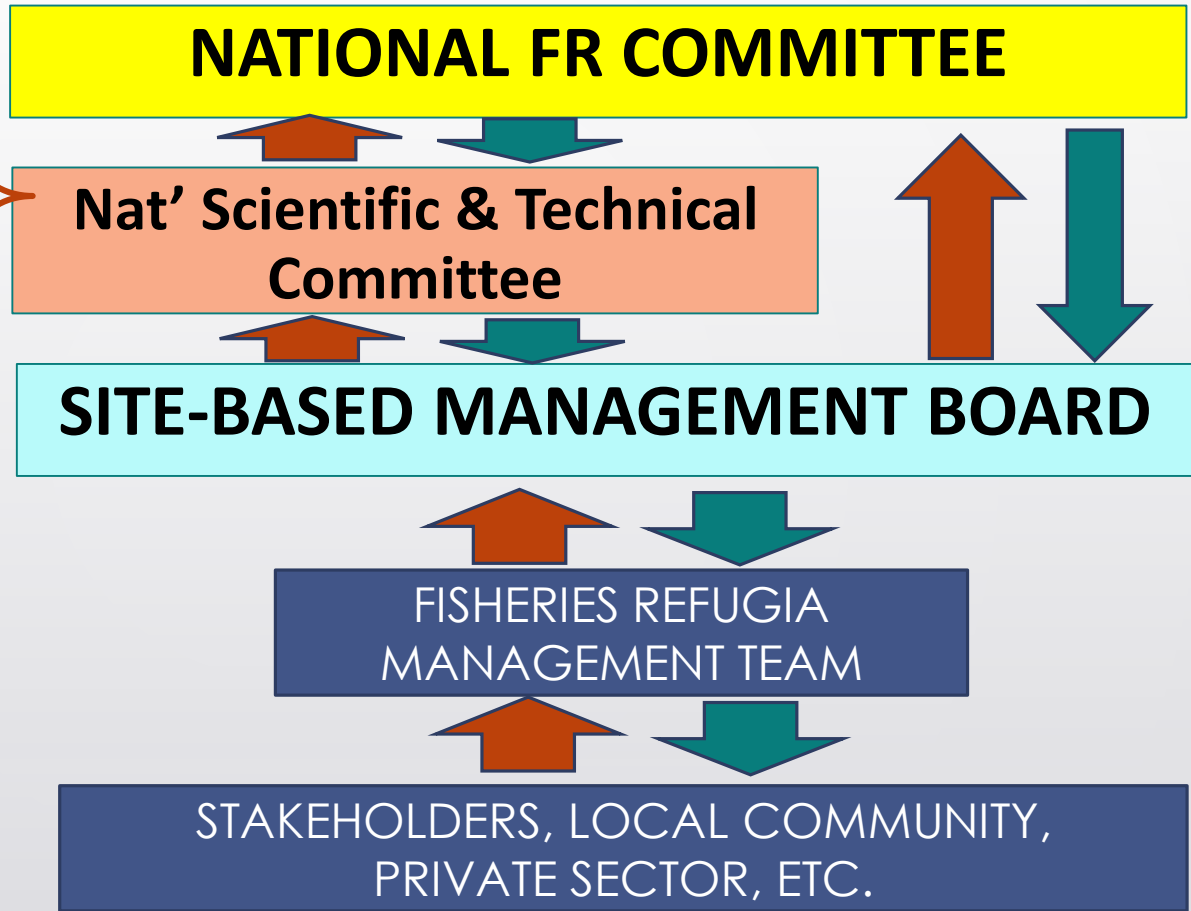 NATIONAL FR COMMITTEE
Nat’ Scientific & Technical
Committee
SITE-BASED MANAGEMENT BOARD
FISHERIES REFUGIA
MANAGEMENT TEAM
STAKEHOLDERS, LOCAL COMMUNITY,
PRIVATE SECTOR, ETC.